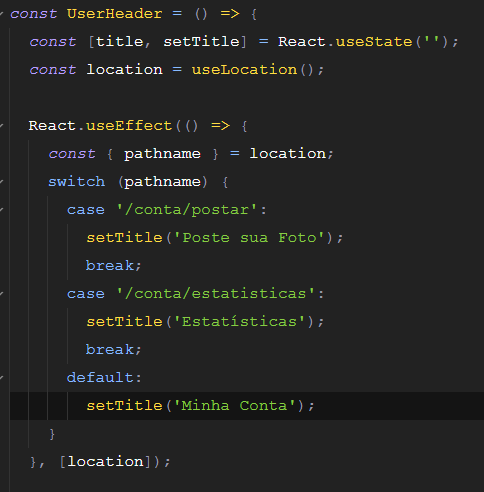 const UserHeader = () => {
  const [title, setTitle] = React.useState('');
  const location = useLocation();

  React.useEffect(() => {
    const { pathname } = location;
    switch (pathname) {
      case '/conta/postar':
        setTitle('Poste sua Foto');
        break;
      case '/conta/estatisticas':
        setTitle('Estatísticas');
        break;
      default:
        setTitle('Minha Conta');
    }
  }, [location]);